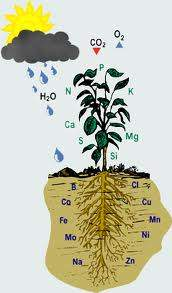 CO2 O2
P
N K
H2O
Ca
S Mg
Si
B Cl
Co Cu
Fe Mn
Mo Ni
Na Zn